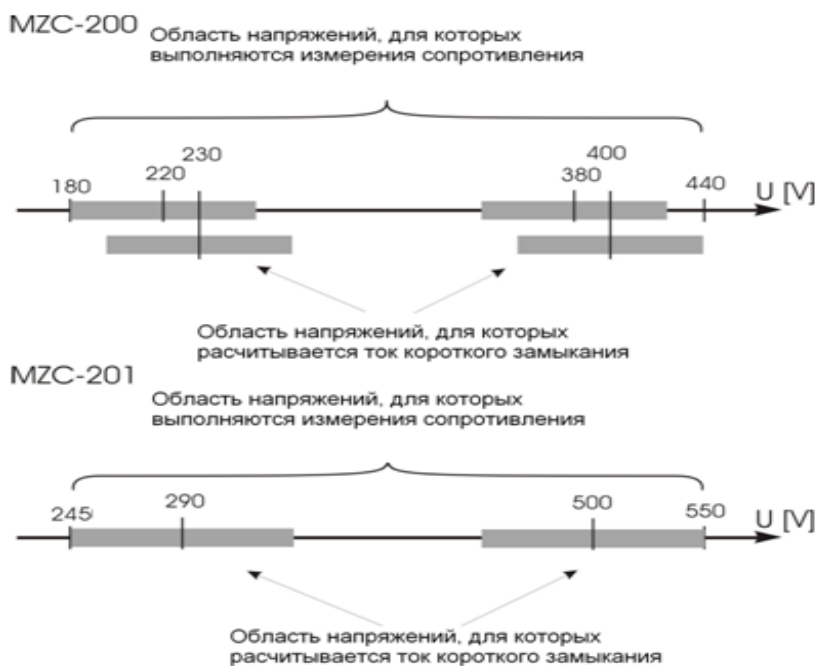 MZC-200
Область напряжений, для которых
выполняются измерения сопротивления
180
220
230
380
400
440
U [V]
Область напряжений, для которых
расчитывается ток короткого замыкания
MZC-201
Область напряжений, для которых
выполняются измерения сопротивления
245
290
500
550
U [V]
Область напряжений, для которых
расчитывается ток короткого замыкания